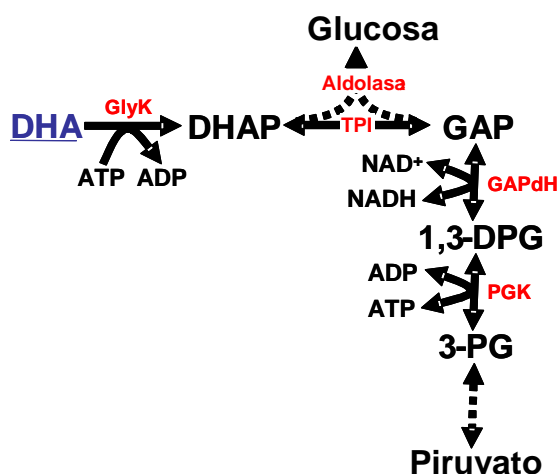 Glucosa
Aldolasa
GlyK
DHA
DHAP
TPI
GAP
ATP
ADP
NAD+
GAPdH
NADH
1,3-DPG
ADP
PGK
ATP
3-PG
Piruvato